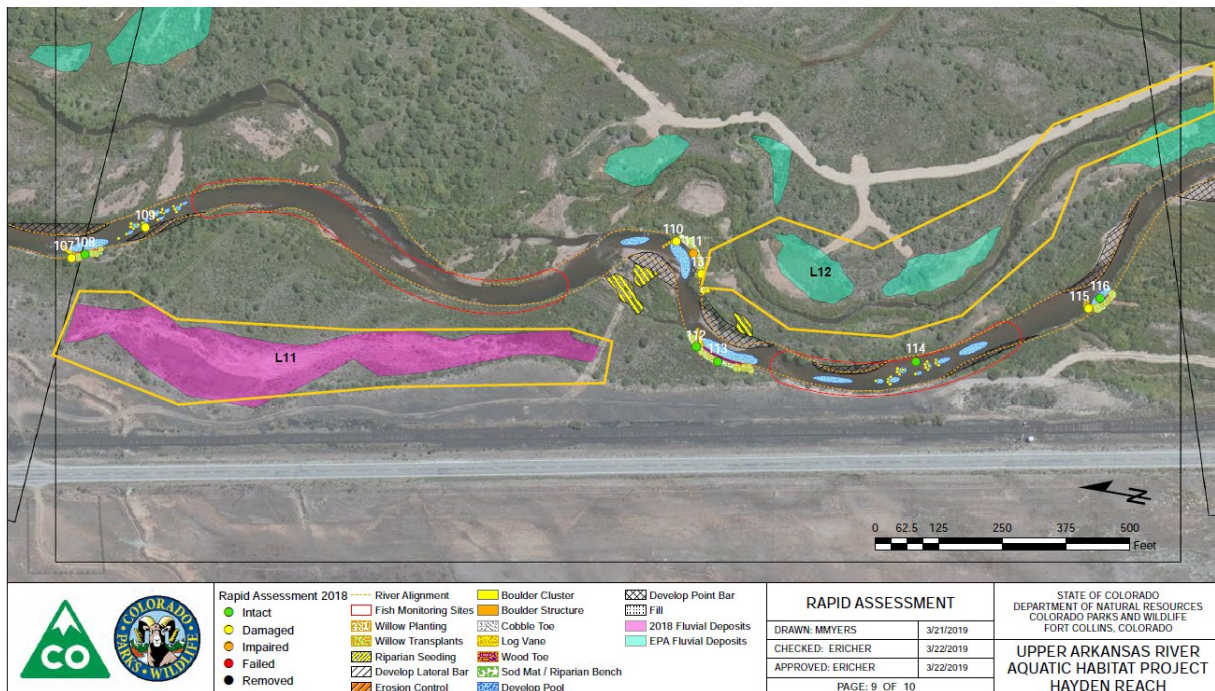 109
107 108
110
111
137
L12
116
115
112
113
114
L11
N
0 62.5 125 250 375 500
Feet
CO
COLORADO
PARKS & WILDLIFE
Rapid Assessment 2018
Intact
Damaged
Impaired
Failed
Removed
River Alignment
Fish Monitoring Sites
Willow Planting
Willow Transplants
Riparian Seeding
Develop Lateral Bar
Erosion Control
Boulder Cluster
Boulder Structure
Cobble Toe
Log Vane
Wood Toe
Sod Mat / Riparian Bench
Develop Pool
Develop Point Bar
Fill
2018 Fluvial Deposits
EPA Fluvial Deposits
RAPID ASSESSMENT
DRAWN: MMYERS 3/21/2019
CHECKED: ERICHER 3/22/2019
APPROVED: ERICHER 3/22/2019
PAGE: 9 OF 10
STATE OF COLORADO
DEPARTMENT OF NATURAL RESOURCES
COLORADO PARKS AND WILDLIFE
FORT COLLINS, COLORADO
UPPER ARKANSAS RIVER
AQUATIC HABITAT PROJECT
HAYDEN REACH